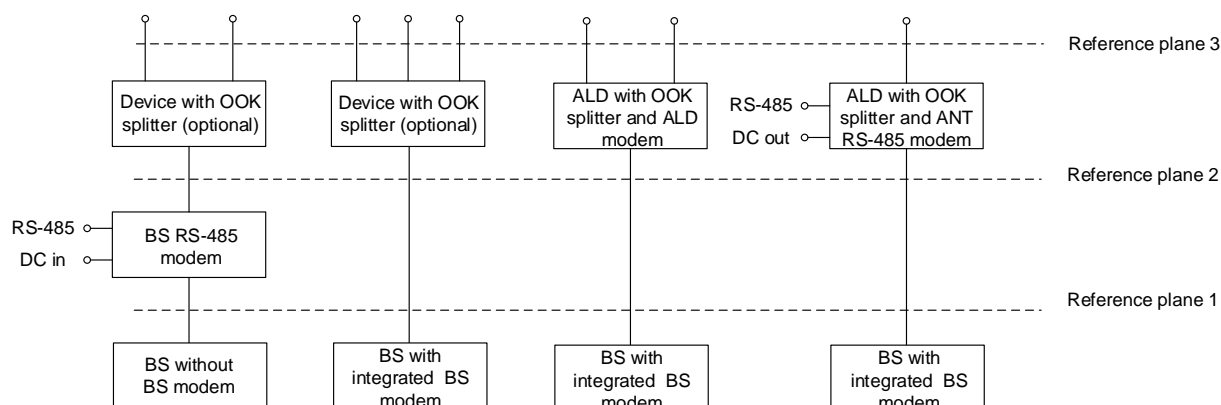 Reference plane 3
Device with OOK
splitter (optional)
Device with OOK
splitter (optional)
ALD with OOK
splitter and ALD
modem
RS-485
DC out
ALD with OOK
splitter and ANT
RS-485 modem
Reference plane 2
RS-485
DC in
BS RS-485
modem
Reference plane 1
BS without
BS modem
BS with
integrated BS
modem
BS with
integrated BS
modem
BS with
integrated BS
modem